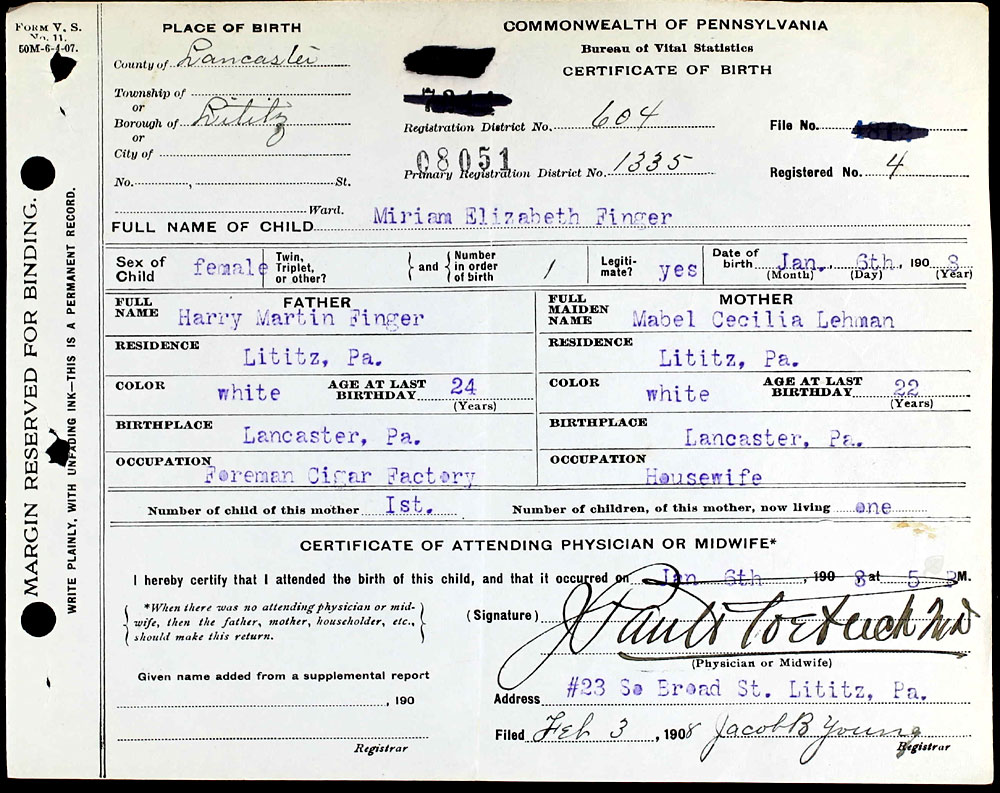 FORM V. S.
No. 11.
50M-6-4-07.
MARGIN RESERVED FOR BINDING.
WRITE PLAINLY, WITH UNFADING INK—THIS IS A PERMANENT RECORD.
PLACE OF BIRTH
County of Lancaster
Township of
or
Borough of Lititz
or
City of
No. , St.
Ward.
COMMONWEALTH OF PENNSYLVANIA
Bureau of Vital Statistics
CERTIFICATE OF BIRTH
Registration District No. 604
File No.
08051
Primary Registration District No. 1335
Registered No. 4
FULL NAME OF CHILD Miriam Elizabeth Finger
Sex of Child female Twin, Triplet, or other? } and { Number in order of birth 1 Legiti-mate? yes Date of birth Jan. 6th , 190 8
(Month) (Day) (Year)
FATHER
FULL NAME Harry Martin Finger
RESIDENCE
Lititz, Pa.
COLOR white AGE AT LAST BIRTHDAY 24
(Years)
BIRTHPLACE
Lancaster, Pa.
OCCUPATION
Foreman Cigar Factory
MOTHER
FULL MAIDEN NAME Mabel Cecilia Lehman
RESIDENCE
Lititz, Pa.
COLOR white AGE AT LAST BIRTHDAY 22
(Years)
BIRTHPLACE
Lancaster, Pa.
OCCUPATION
Housewife
Number of child of this mother 1st. Number of children, of this mother, now living one
CERTIFICATE OF ATTENDING PHYSICIAN OR MIDWIFE*
I hereby certify that I attended the birth of this child, and that it occurred on Jan 6th , 190 8 at 5 M.
*When there was no attending physician or mid-
wife, then the father, mother, householder, etc.,
should make this return.
(Signature) MD
(Physician or Midwife)
Given name added from a supplemental report
, 190
Registrar
Address #23 So Broad St. Lititz, Pa.
Filed Feb 3 , 1908 Jacob B Young
Registrar